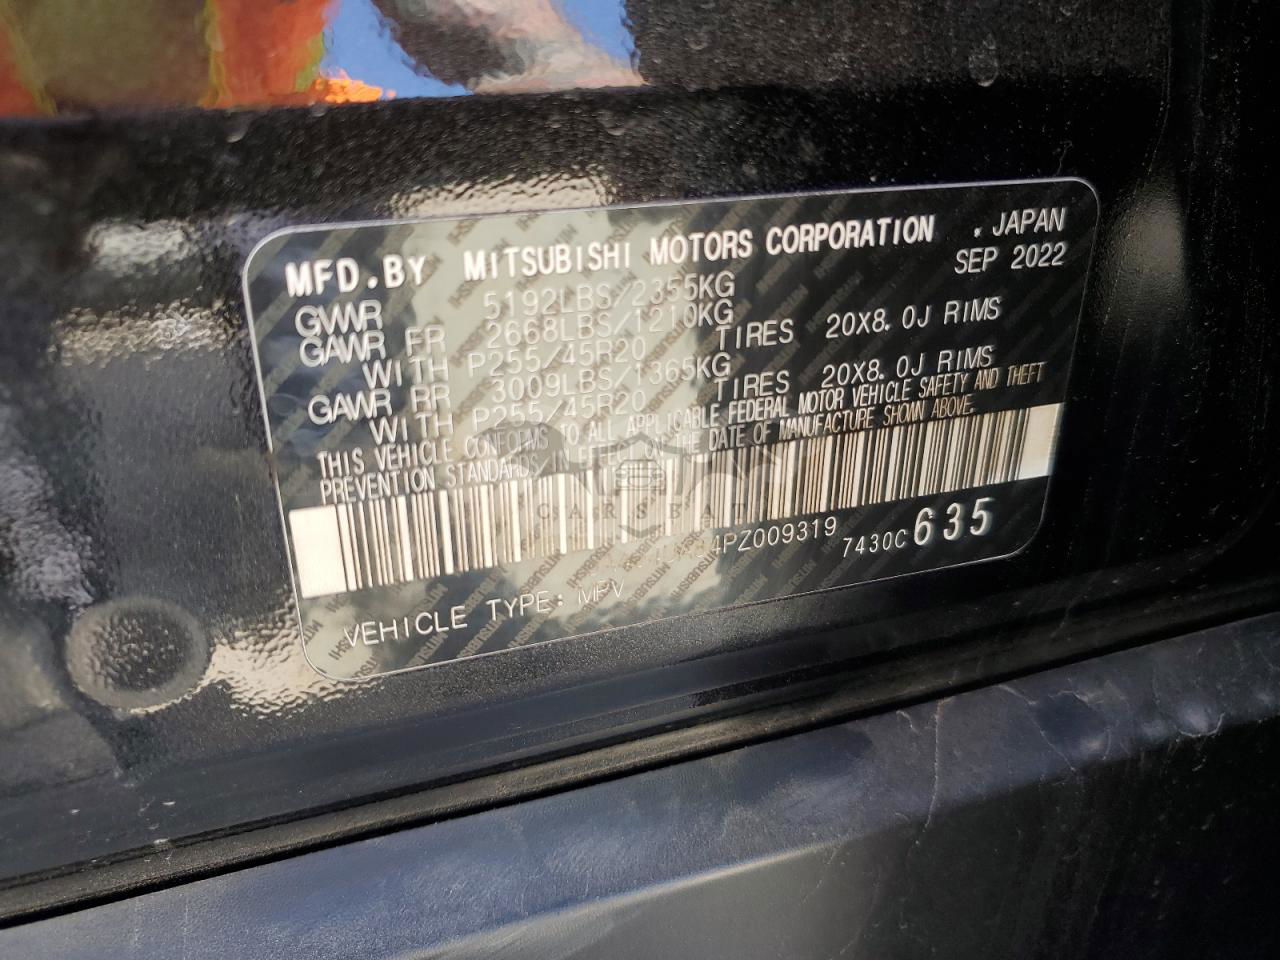 MFD.BY MITSUBISHI MOTORS CORPORATION , JAPAN
SEP 2022
GVWR 5192LBS/2355KG
GAWR FR 2668LBS/1210KG
WITH P255/45R20 TIRES 20X8.0J RIMS
GAWR RR 3009LBS/1365KG
WITH P255/45R20 TIRES 20X8.0J RIMS
THIS VEHICLE CONFORMS TO ALL APPLICABLE FEDERAL MOTOR VEHICLE SAFETY AND THEFT
PREVENTION STANDARDS IN EFFECT ON THE DATE OF MANUFACTURE SHOWN ABOVE.
4PZ009319 7430C 635
VEHICLE TYPE: MPV